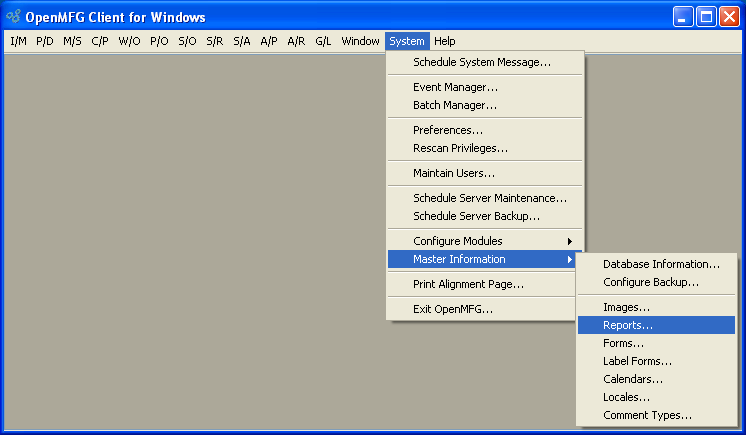 OpenMFG Client for Windows
I/M P/D M/S C/P W/O P/O S/O S/R S/A A/P A/R G/L Window System Help
Schedule System Message...
Event Manager...
Batch Manager...
Preferences...
Rescan Privileges...
Maintain Users...
Schedule Server Maintenance...
Schedule Server Backup...
Configure Modules
Master Information
Print Alignment Page...
Exit OpenMFG...
Database Information...
Configure Backup...
Images...
Reports...
Forms...
Label Forms...
Calendars...
Locales...
Comment Types...